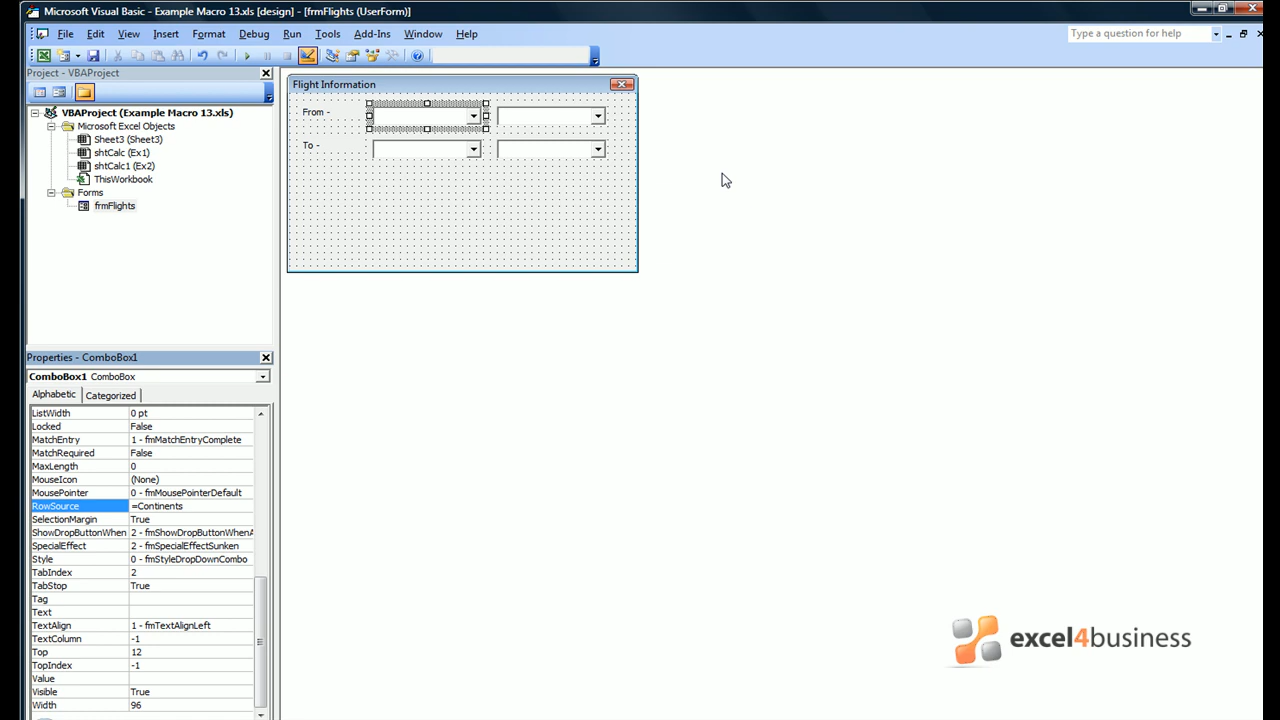 Microsoft Visual Basic - Example Macro 13.xls [design] - [frmFlights (UserForm)]
File Edit View Insert Format Debug Run Tools Add-Ins Window Help
Type a question for help
Project - VBAProject
VBAProject (Example Macro 13.xls)
Microsoft Excel Objects
Sheet3 (Sheet3)
shtCalc (Ex1)
shtCalc1 (Ex2)
ThisWorkbook
Forms
frmFlights
Flight Information
From -
To -
Properties - ComboBox1
ComboBox1 ComboBox
Alphabetic Categorized
ListWidth 0 pt
Locked False
MatchEntry 1 - fmMatchEntryComplete
MatchRequired False
MaxLength 0
MouseIcon (None)
MousePointer 0 - fmMousePointerDefault
RowSource =Continents
SelectionMargin True
ShowDropButtonWhen 2 - fmShowDropButtonWhenA
SpecialEffect 2 - fmSpecialEffectSunken
Style 0 - fmStyleDropDownCombo
TabIndex 2
TabStop True
Tag
Text
TextAlign 1 - fmTextAlignLeft
TextColumn -1
Top 12
TopIndex -1
Value
Visible True
Width 96
excel4business